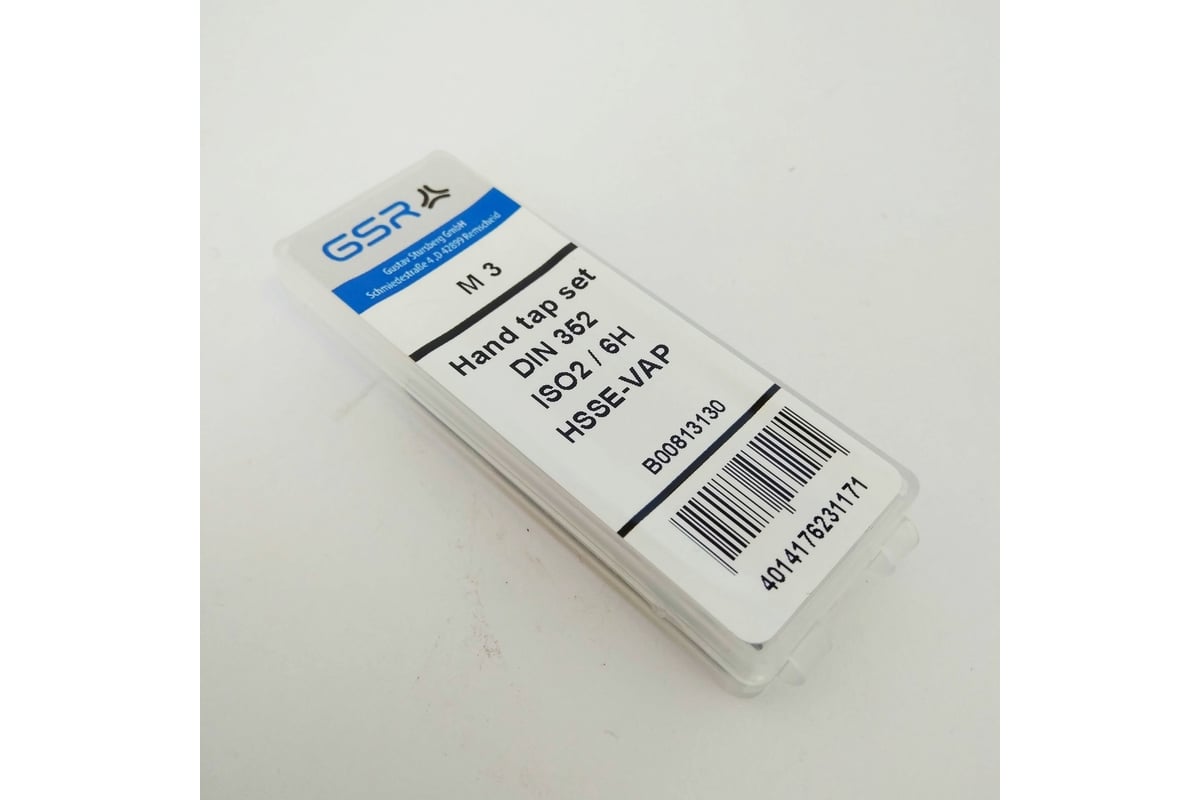 GSR
Gustav Stursberg GmbH
Schmiedestraße 4, D 42899 Remscheid
M 3
Hand tap set
DIN 352
ISO2 / 6H
HSSE-VAP
B00813130
4014176231171